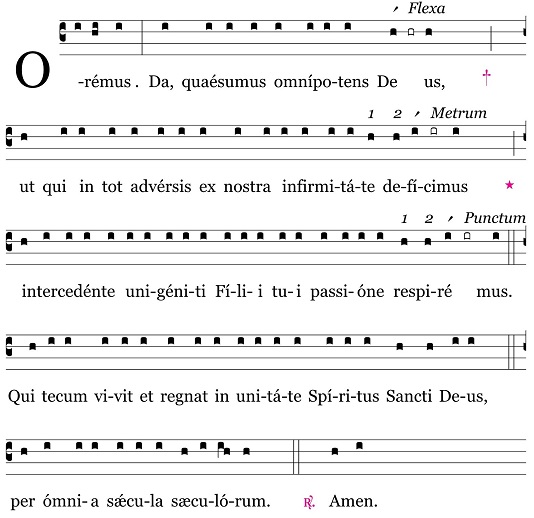 Flexa
O-rémus. Da, quaésumus omnípo-tens De us, †
1 2 Metrum
ut qui in tot advérsis ex nostra infirmi-tá-te de-fí-cimus ★
1 2 Punctum
intercedénte uni-géni-ti Fí-li- i tu-i passi-óne respi-ré mus.
Qui tecum vi-vit et regnat in uni-tá-te Spí-ri-tus Sancti De-us,
per ómni-a sǽcu-la sæcu-ló-rum. ℟. Amen.